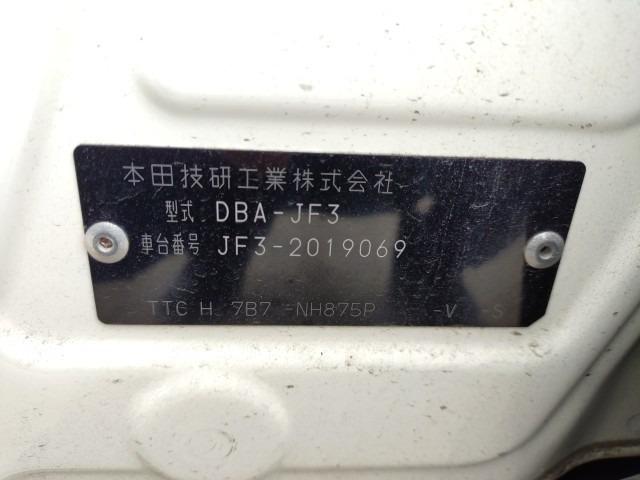 本田技研工業株式会社
型式 DBA-JF3
車台番号 JF3-2019069
TTC H 7B7 -NH875P -V -S